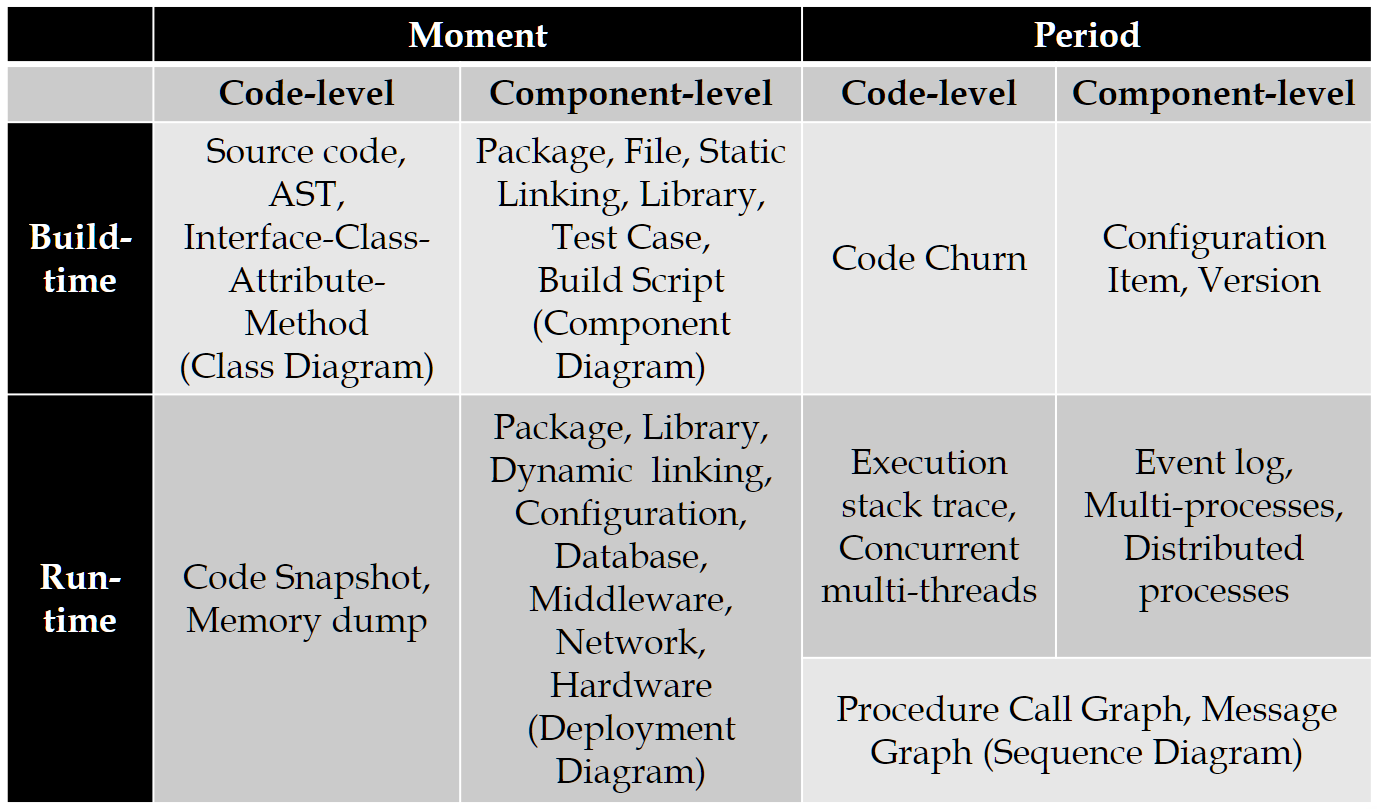 Moment
Period
Code-level
Component-level
Code-level
Component-level
Build-
time
Source code,
AST,
Interface-Class-
Attribute-
Method
(Class Diagram)
Package, File, Static
Linking, Library,
Test Case,
Build Script
(Component
Diagram)
Code Churn
Configuration
Item, Version
Run-
time
Code Snapshot,
Memory dump
Package, Library,
Dynamic linking,
Configuration,
Database,
Middleware,
Network,
Hardware
(Deployment
Diagram)
Execution
stack trace,
Concurrent
multi-threads
Event log,
Multi-processes,
Distributed
processes
Procedure Call Graph, Message
Graph (Sequence Diagram)